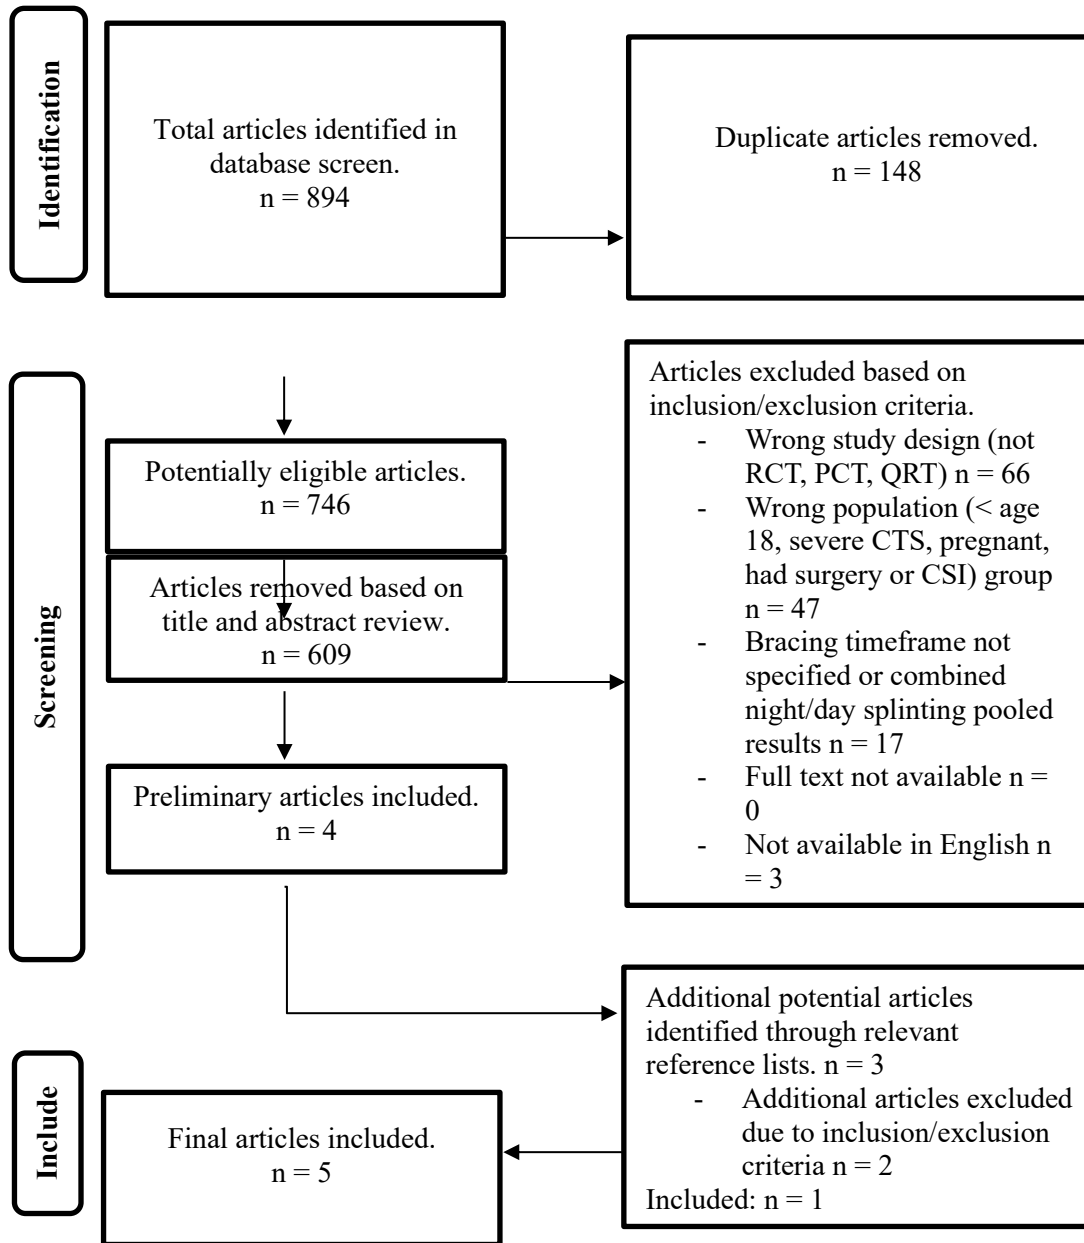 Identification
Total articles identified in
database screen.
n = 894
Duplicate articles removed.
n = 148
Screening
Potentially eligible articles.
n = 746
Articles removed based on
title and abstract review.
n = 609
Preliminary articles included.
n = 4
Articles excluded based on
inclusion/exclusion criteria.
- Wrong study design (not
RCT, PCT, QRT) n = 66
- Wrong population (< age
18, severe CTS, pregnant,
had surgery or CSI) group
n = 47
- Bracing timeframe not
specified or combined
night/day splinting pooled
results n = 17
- Full text not available n =
0
- Not available in English n
= 3
Additional potential articles
identified through relevant
reference lists. n = 3
- Additional articles excluded
due to inclusion/exclusion
criteria n = 2
Included: n = 1
Include
Final articles included.
n = 5